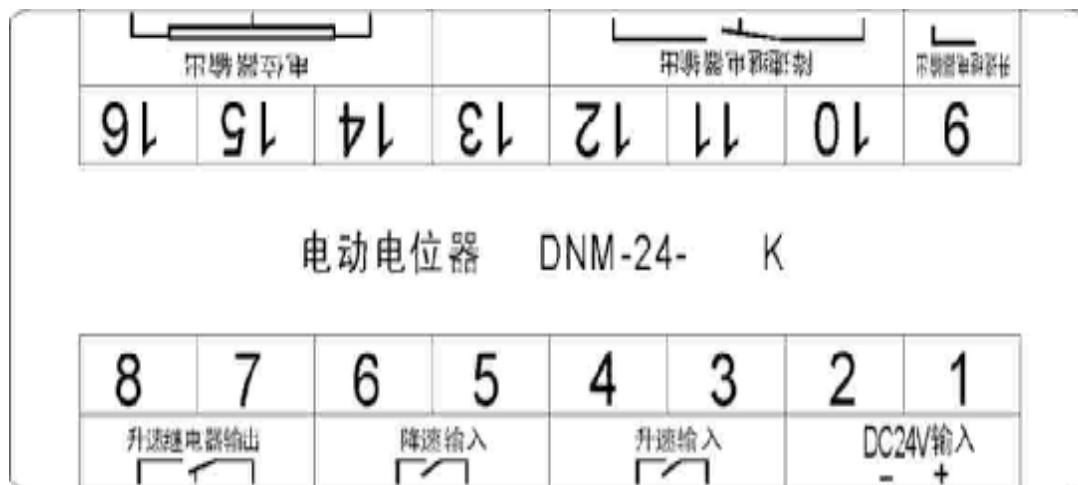 电位器输出 降速继电器输出 升速继电器输出
16 15 14 13 12 11 10 9
电动电位器 DNM-24- K
8 7 6 5 4 3 2 1
升速继电器输出 降速输入 升速输入 DC24V输入
- +